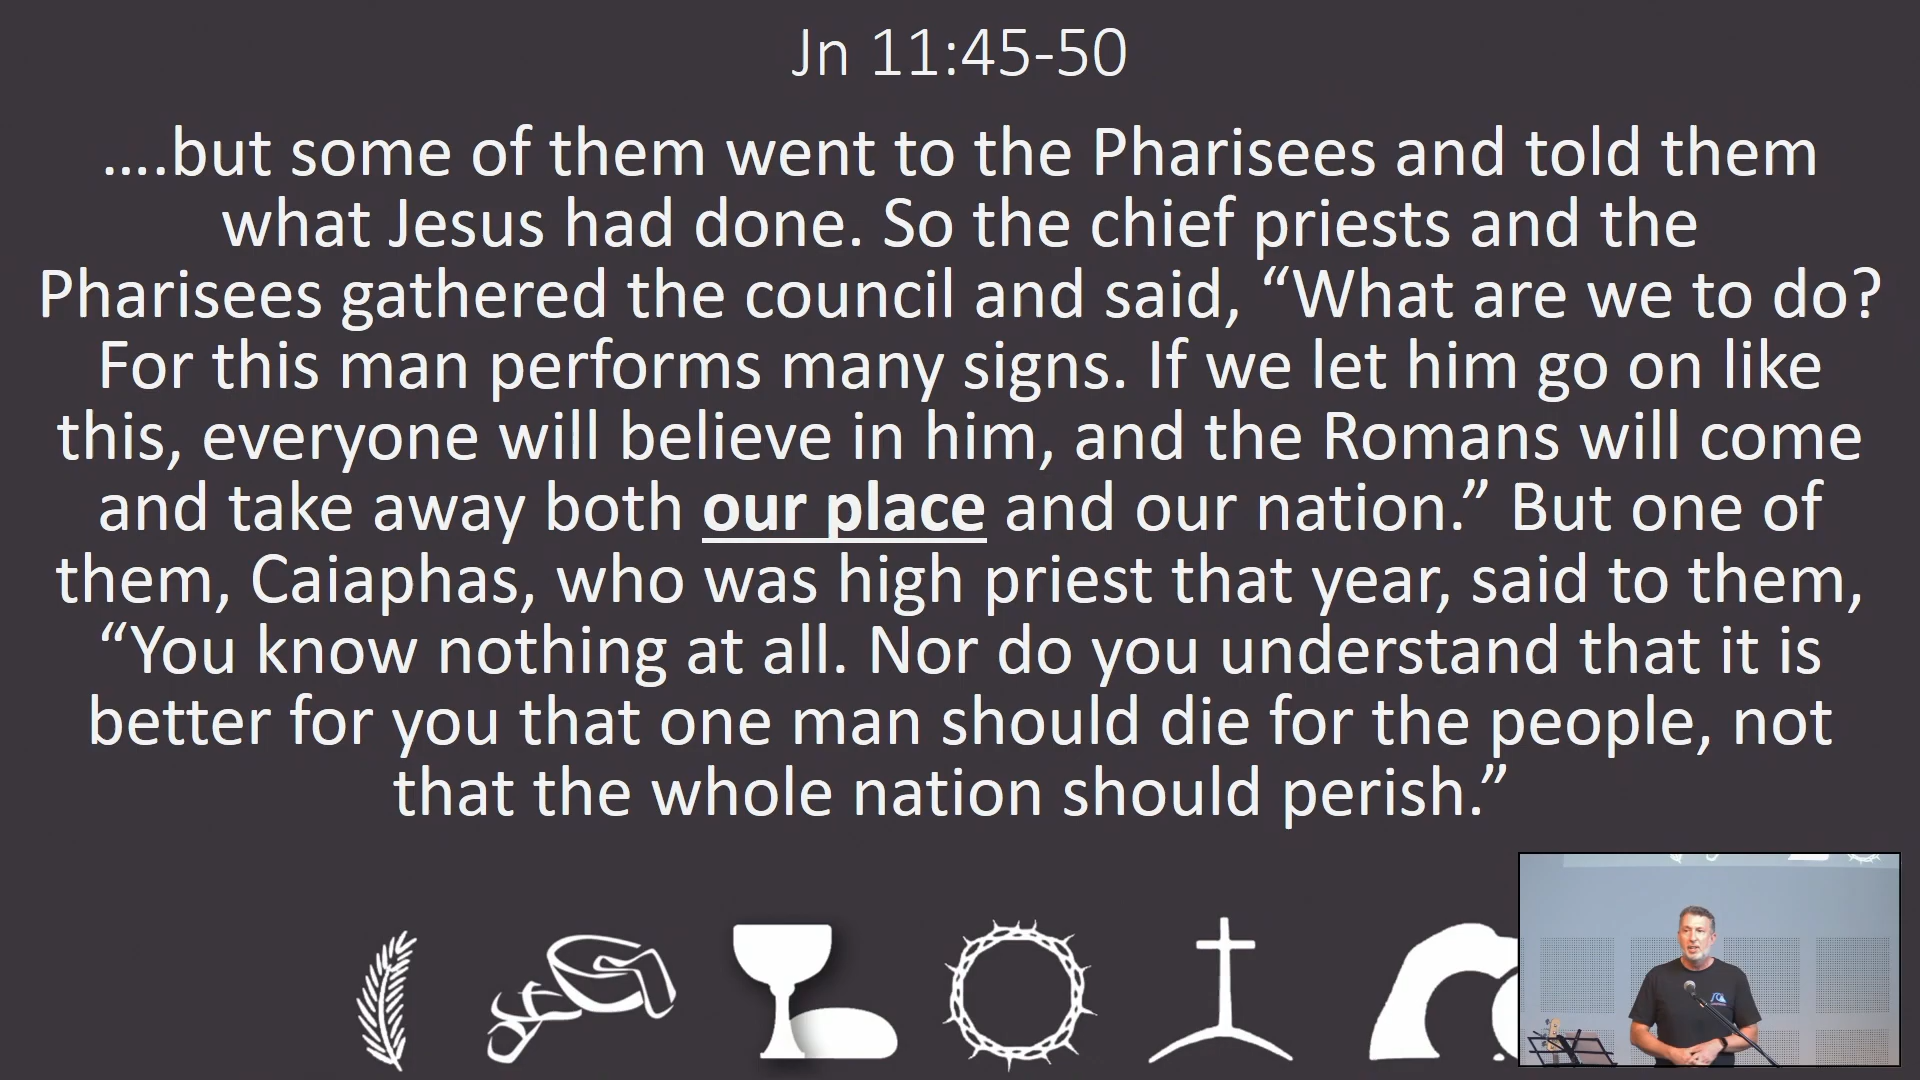 Jn 11:45-50
….but some of them went to the Pharisees and told them
what Jesus had done. So the chief priests and the
Pharisees gathered the council and said, “What are we to do?
For this man performs many signs. If we let him go on like
this, everyone will believe in him, and the Romans will come
and take away both our place and our nation.” But one of
them, Caiaphas, who was high priest that year, said to them,
“You know nothing at all. Nor do you understand that it is
better for you that one man should die for the people, not
that the whole nation should perish.”